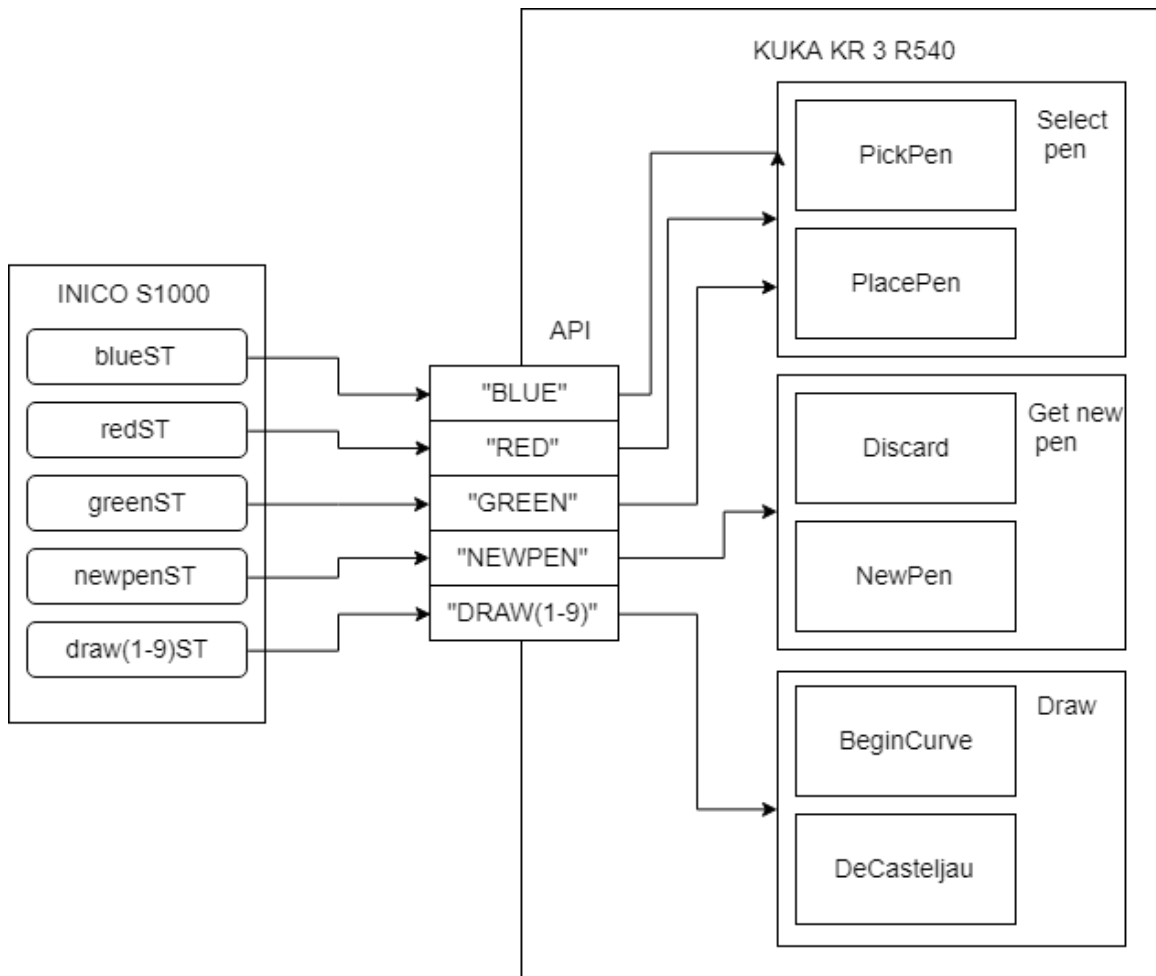 KUKA KR 3 R540
PickPen
Select
pen
PlacePen
INICO S1000
blueST
redST
greenST
newpenST
draw(1-9)ST
API
"BLUE"
"RED"
"GREEN"
"NEWPEN"
"DRAW(1-9)"
Discard
Get new
pen
NewPen
BeginCurve
Draw
DeCasteljau